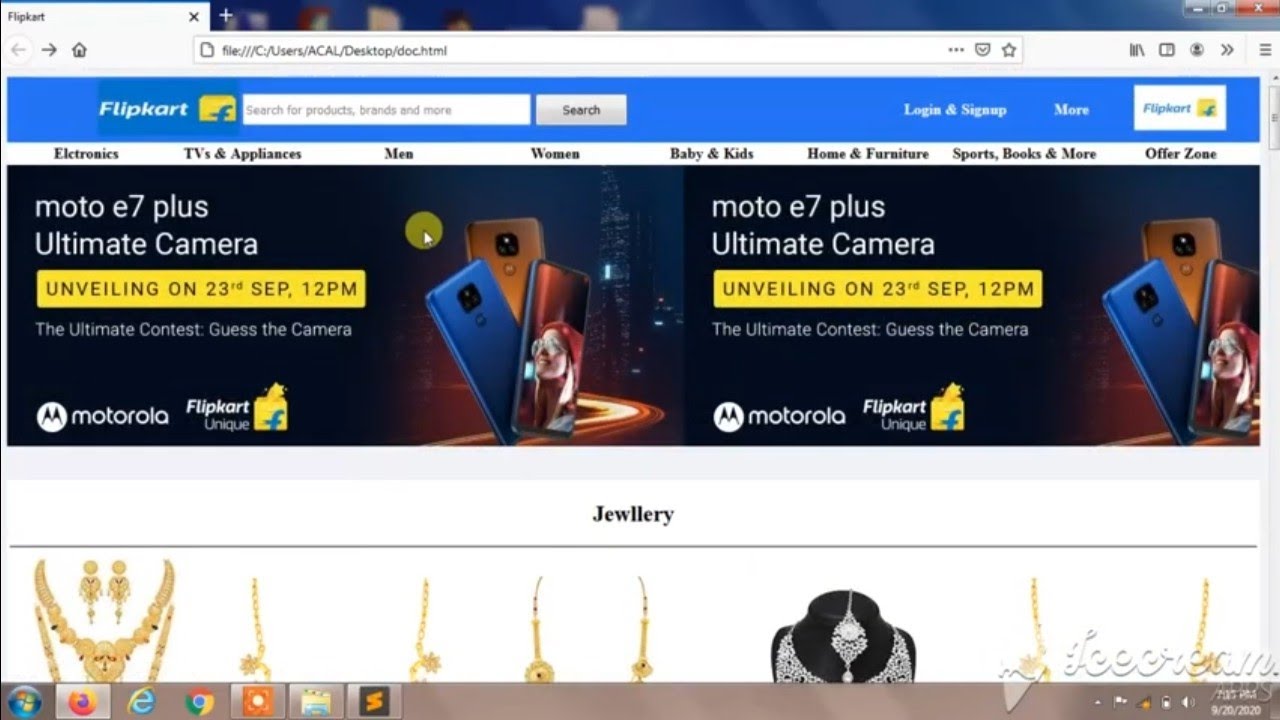 Flipkart
file:///C:/Users/ACAL/Desktop/doc.html
Flipkart
Search for products, brands and more
Search
Login & Signup
More
Flipkart
Elctronics
TVs & Appliances
Men
Women
Baby & Kids
Home & Furniture
Sports, Books & More
Offer Zone
moto e7 plus
Ultimate Camera
UNVEILING ON 23rd SEP, 12PM
The Ultimate Contest: Guess the Camera
motorola
Flipkart
Unique
moto e7 plus
Ultimate Camera
UNVEILING ON 23rd SEP, 12PM
The Ultimate Contest: Guess the Camera
motorola
Flipkart
Unique
Jewllery
Icecream
APPS
9/20/2020